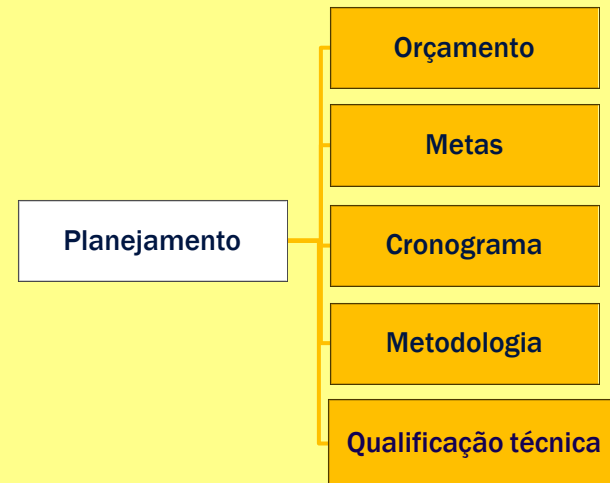 Orçamento
Metas
Planejamento
Cronograma
Metodologia
Qualificação técnica